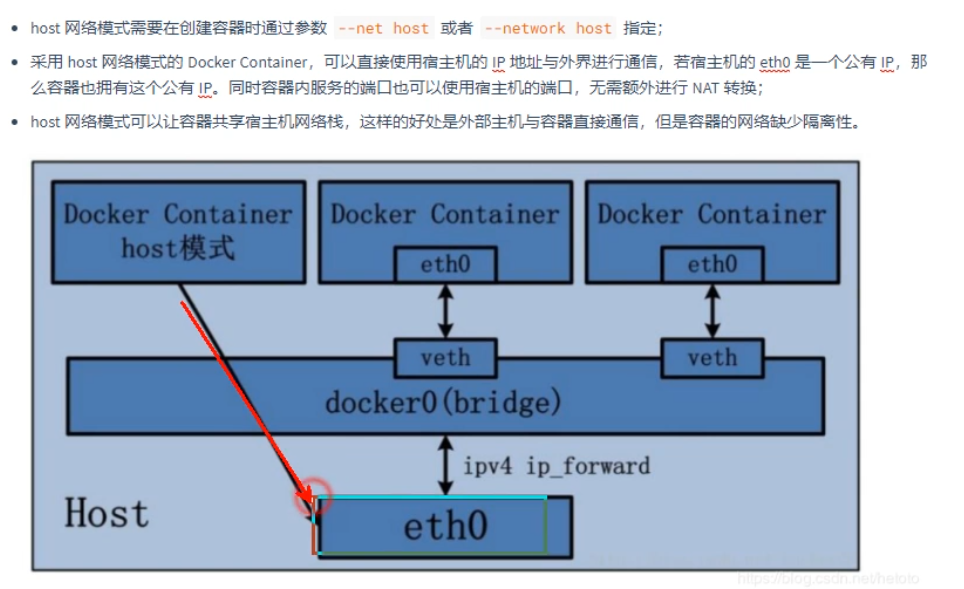 host 网络模式需要在创建容器时通过参数 --net host 或者 --network host 指定；
采用 host 网络模式的 Docker Container，可以直接使用宿主机的 IP 地址与外界进行通信，若宿主机的 eth0 是一个公有 IP，那
么容器也拥有这个公有 IP。同时容器内服务的端口也可以使用宿主机的端口，无需额外进行 NAT 转换；
host 网络模式可以让容器共享宿主机网络栈，这样的好处是外部主机与容器直接通信，但是容器的网络缺少隔离性。
Docker Container
host模式
Docker Container
eth0
Docker Container
eth0
veth
veth
docker0(bridge)
ipv4 ip_forward
Host
eth0
https://blog.csdn.net/hetoto